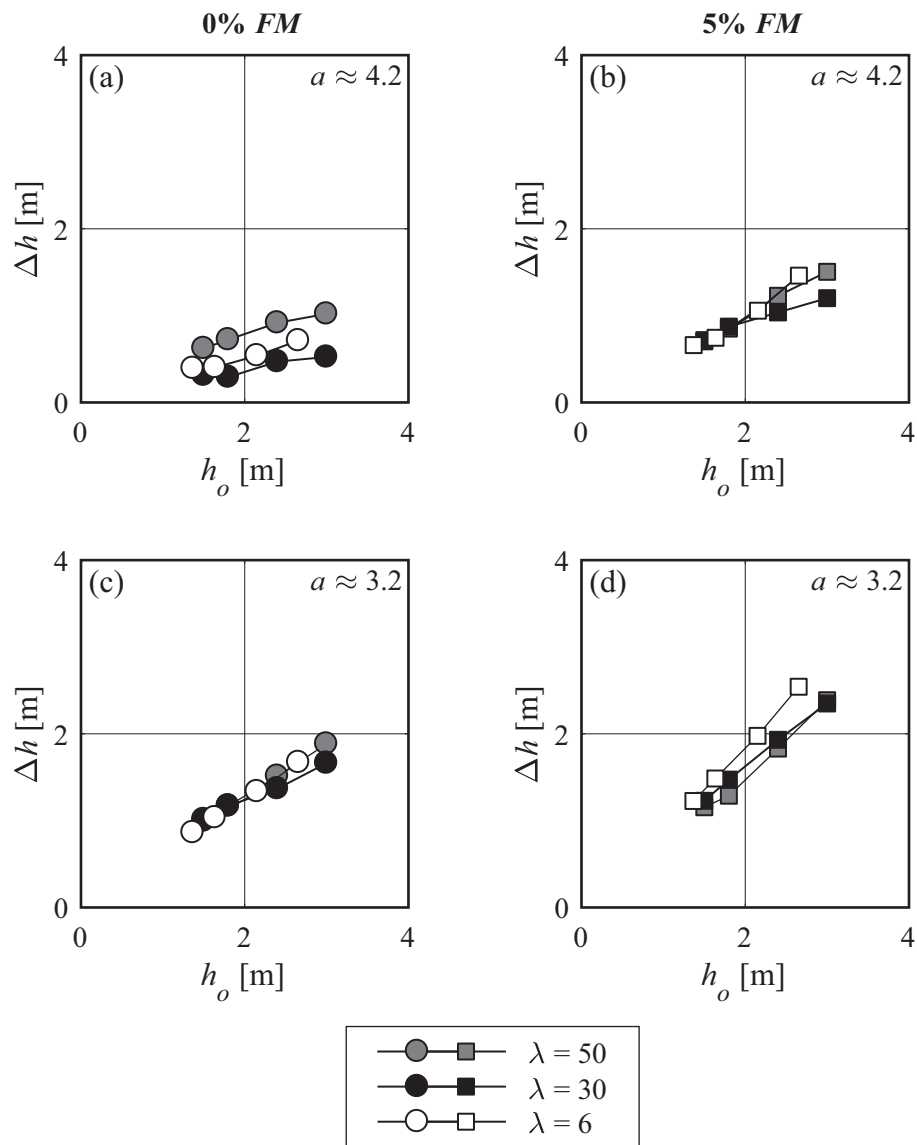 0% FM 5% FM
4 4
(a) a ≈ 4.2 (b) a ≈ 4.2
Δh [m] Δh [m]
2 2
0 0
0 2 4 0 2 4
h_o [m] h_o [m]
4 4
(c) a ≈ 3.2 (d) a ≈ 3.2
Δh [m] Δh [m]
2 2
0 0
0 2 4 0 2 4
h_o [m] h_o [m]
λ = 50
λ = 30
λ = 6